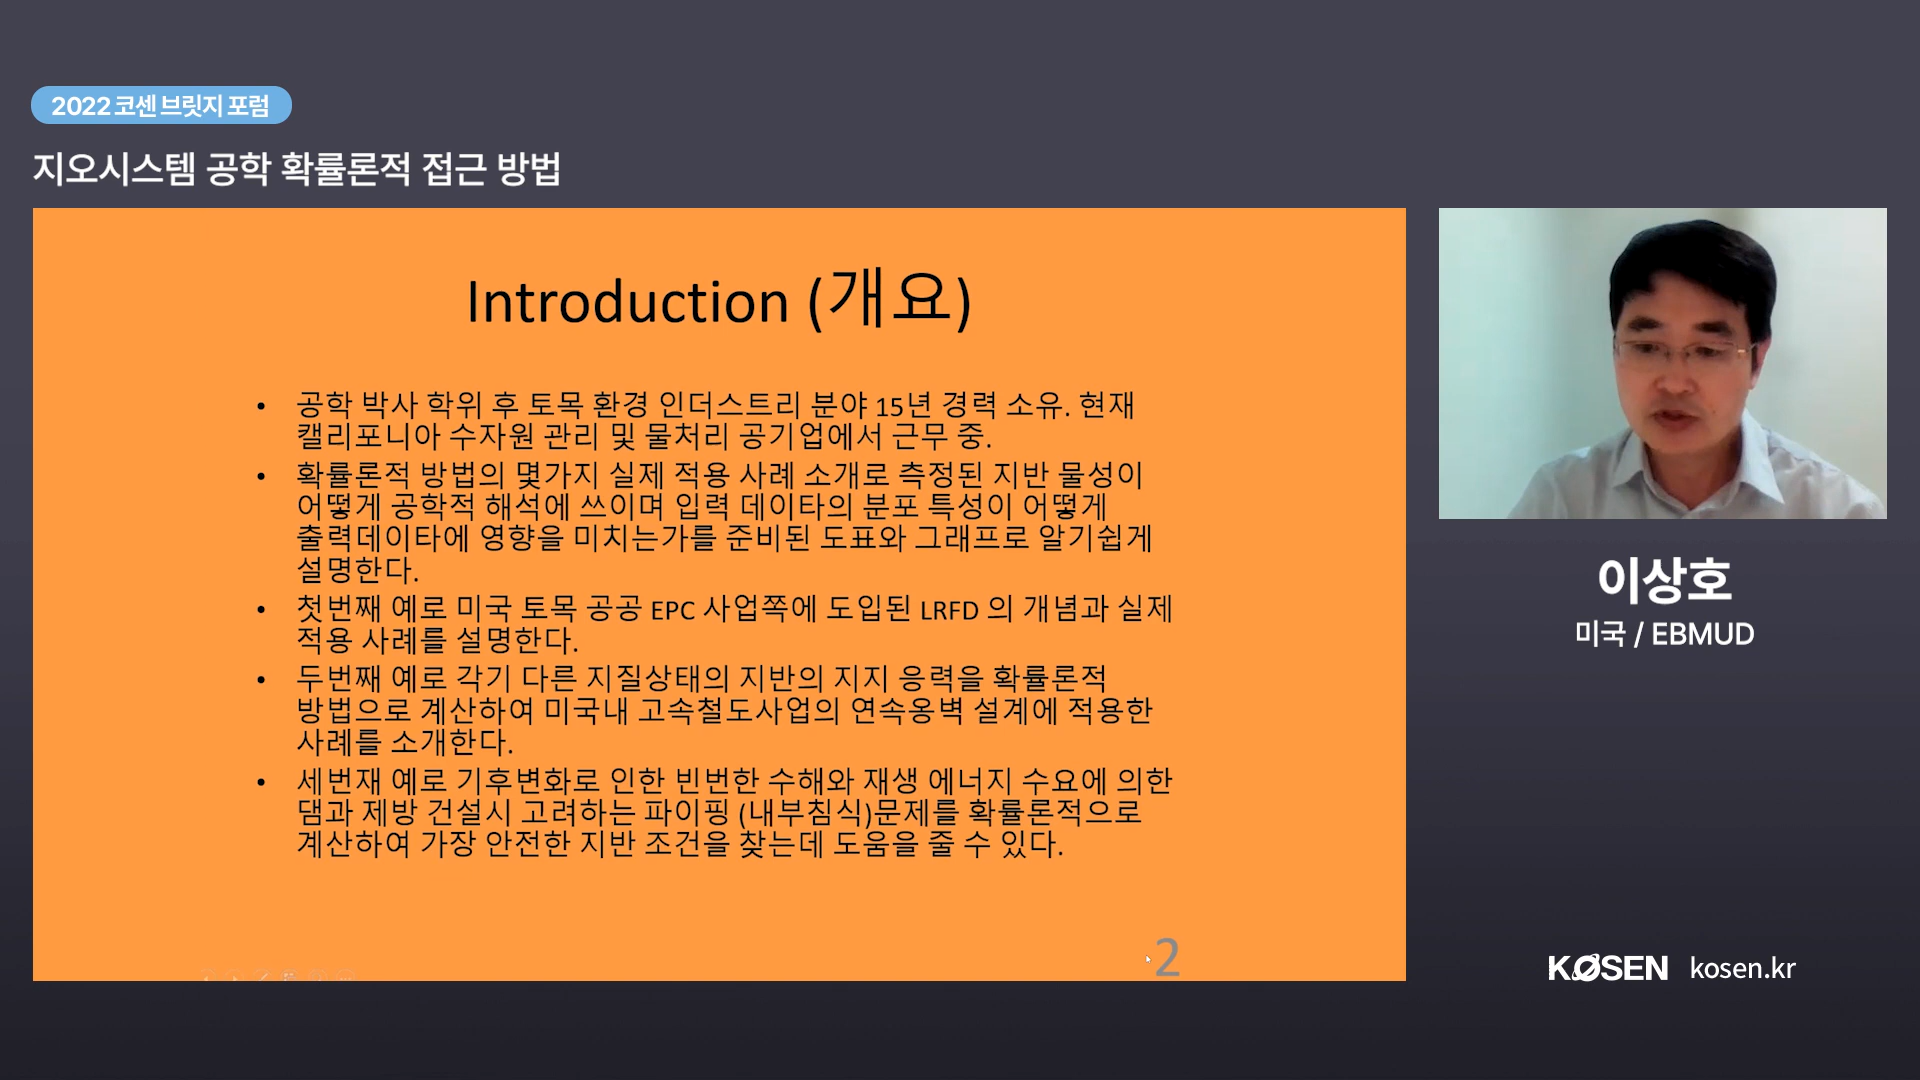 2022 코센 브릿지 포럼
지오시스템 공학 확률론적 접근 방법
Introduction (개요)
• 공학 박사 학위 후 토목 환경 인더스트리 분야 15년 경력 소유. 현재
캘리포니아 수자원 관리 및 물처리 공기업에서 근무 중.
• 확률론적 방법의 몇가지 실제 적용 사례 소개로 측정된 지반 물성이
어떻게 공학적 해석에 쓰이며 입력 데이타의 분포 특성이 어떻게
출력데이타에 영향을 미치는가를 준비된 도표와 그래프로 알기쉽게
설명한다.
• 첫번째 예로 미국 토목 공공 EPC 사업쪽에 도입된 LRFD 의 개념과 실제
적용 사례를 설명한다.
• 두번째 예로 각기 다른 지질상태의 지반의 지지 응력을 확률론적
방법으로 계산하여 미국내 고속철도사업의 연속옹벽 설계에 적용한
사례를 소개한다.
• 세번재 예로 기후변화로 인한 빈번한 수해와 재생 에너지 수요에 의한
댐과 제방 건설시 고려하는 파이핑 (내부침식)문제를 확률론적으로
계산하여 가장 안전한 지반 조건을 찾는데 도움을 줄 수 있다.
2
이상호
미국 / EBMUD
KOSEN kosen.kr